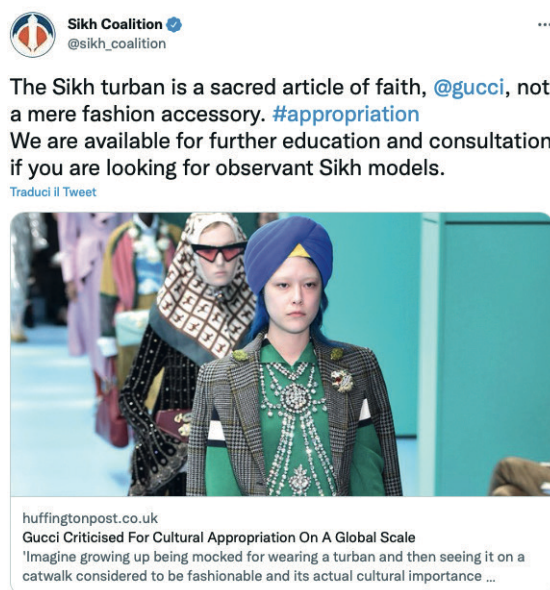 Sikh Coalition
@sikh_coalition
The Sikh turban is a sacred article of faith, @gucci, not
a mere fashion accessory. #appropriation
We are available for further education and consultation
if you are looking for observant Sikh models.
Traduci il Tweet
huffingtonpost.co.uk
Gucci Criticised For Cultural Appropriation On A Global Scale
'Imagine growing up being mocked for wearing a turban and then seeing it on a
catwalk considered to be fashionable and its actual cultural importance ...